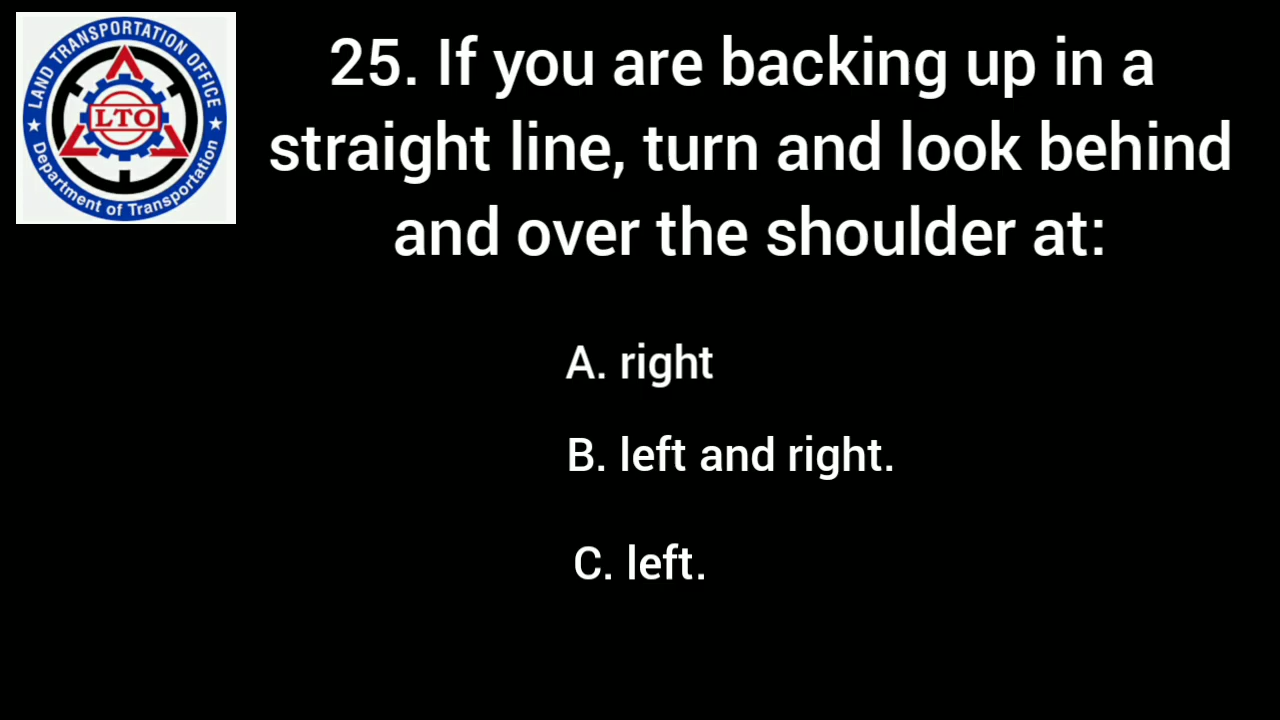 LAND TRANSPORTATION OFFICE
LTO
Department of Transportation
25. If you are backing up in a
straight line, turn and look behind
and over the shoulder at:
A. right
B. left and right.
C. left.